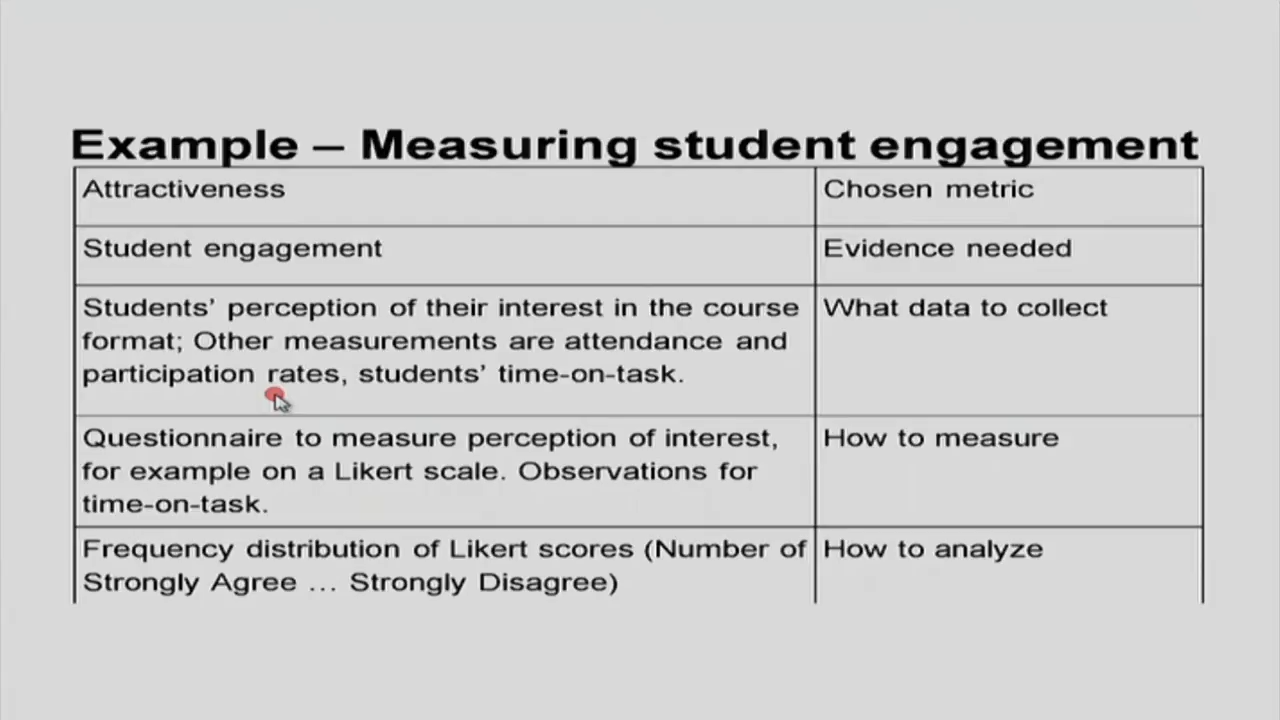 Example – Measuring student engagement
Attractiveness
Chosen metric
Student engagement
Evidence needed
Students’ perception of their interest in the course
format; Other measurements are attendance and
participation rates, students’ time-on-task.
What data to collect
Questionnaire to measure perception of interest,
for example on a Likert scale. Observations for
time-on-task.
How to measure
Frequency distribution of Likert scores (Number of
Strongly Agree … Strongly Disagree)
How to analyze